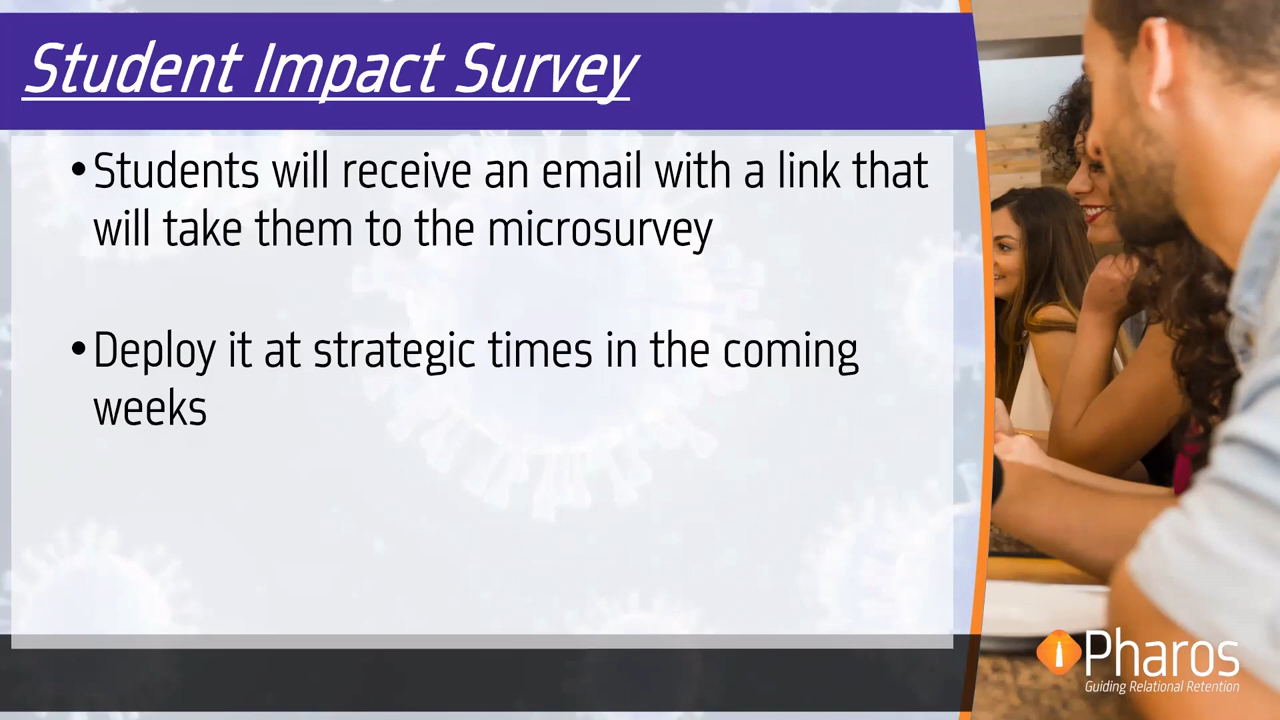 Student Impact Survey
•Students will receive an email with a link that
will take them to the microsurvey
•Deploy it at strategic times in the coming
weeks
Pharos
Guiding Relational Retention